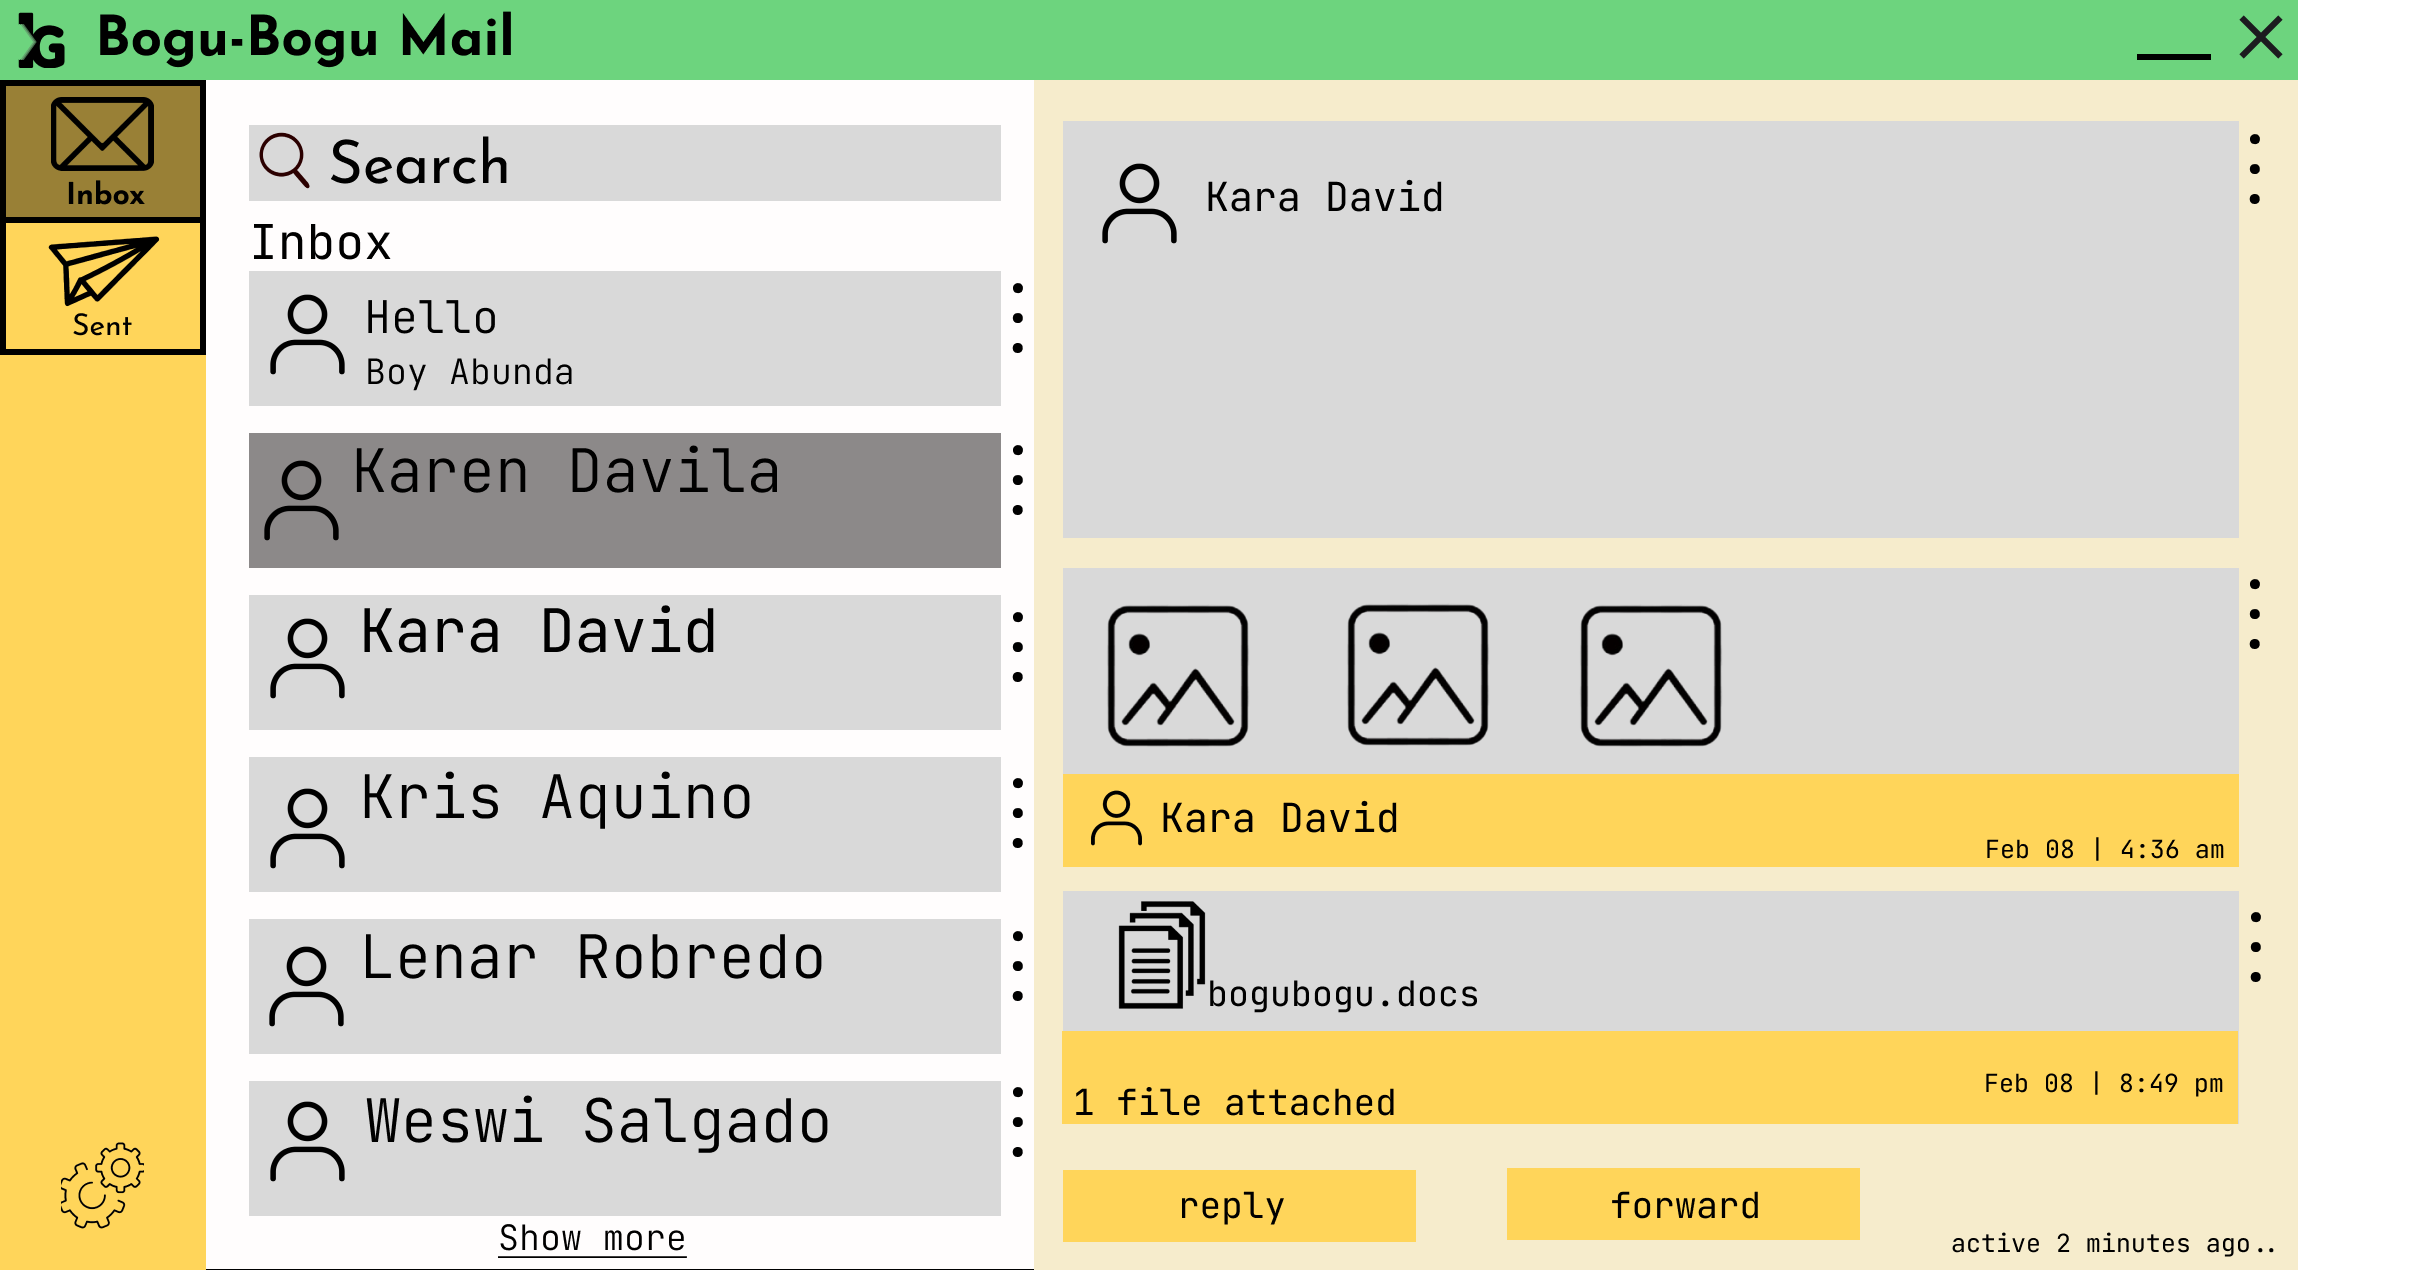 Bogu-Bogu Mail
Inbox
Sent
Search
Inbox
Hello
Boy Abunda
Karen Davila
Kara David
Kris Aquino
Lenar Robredo
Weswi Salgado
Show more
Kara David
Kara David
Feb 08 | 4:36 am
bogubogu.docs
1 file attached
Feb 08 | 8:49 pm
reply
forward
active 2 minutes ago..